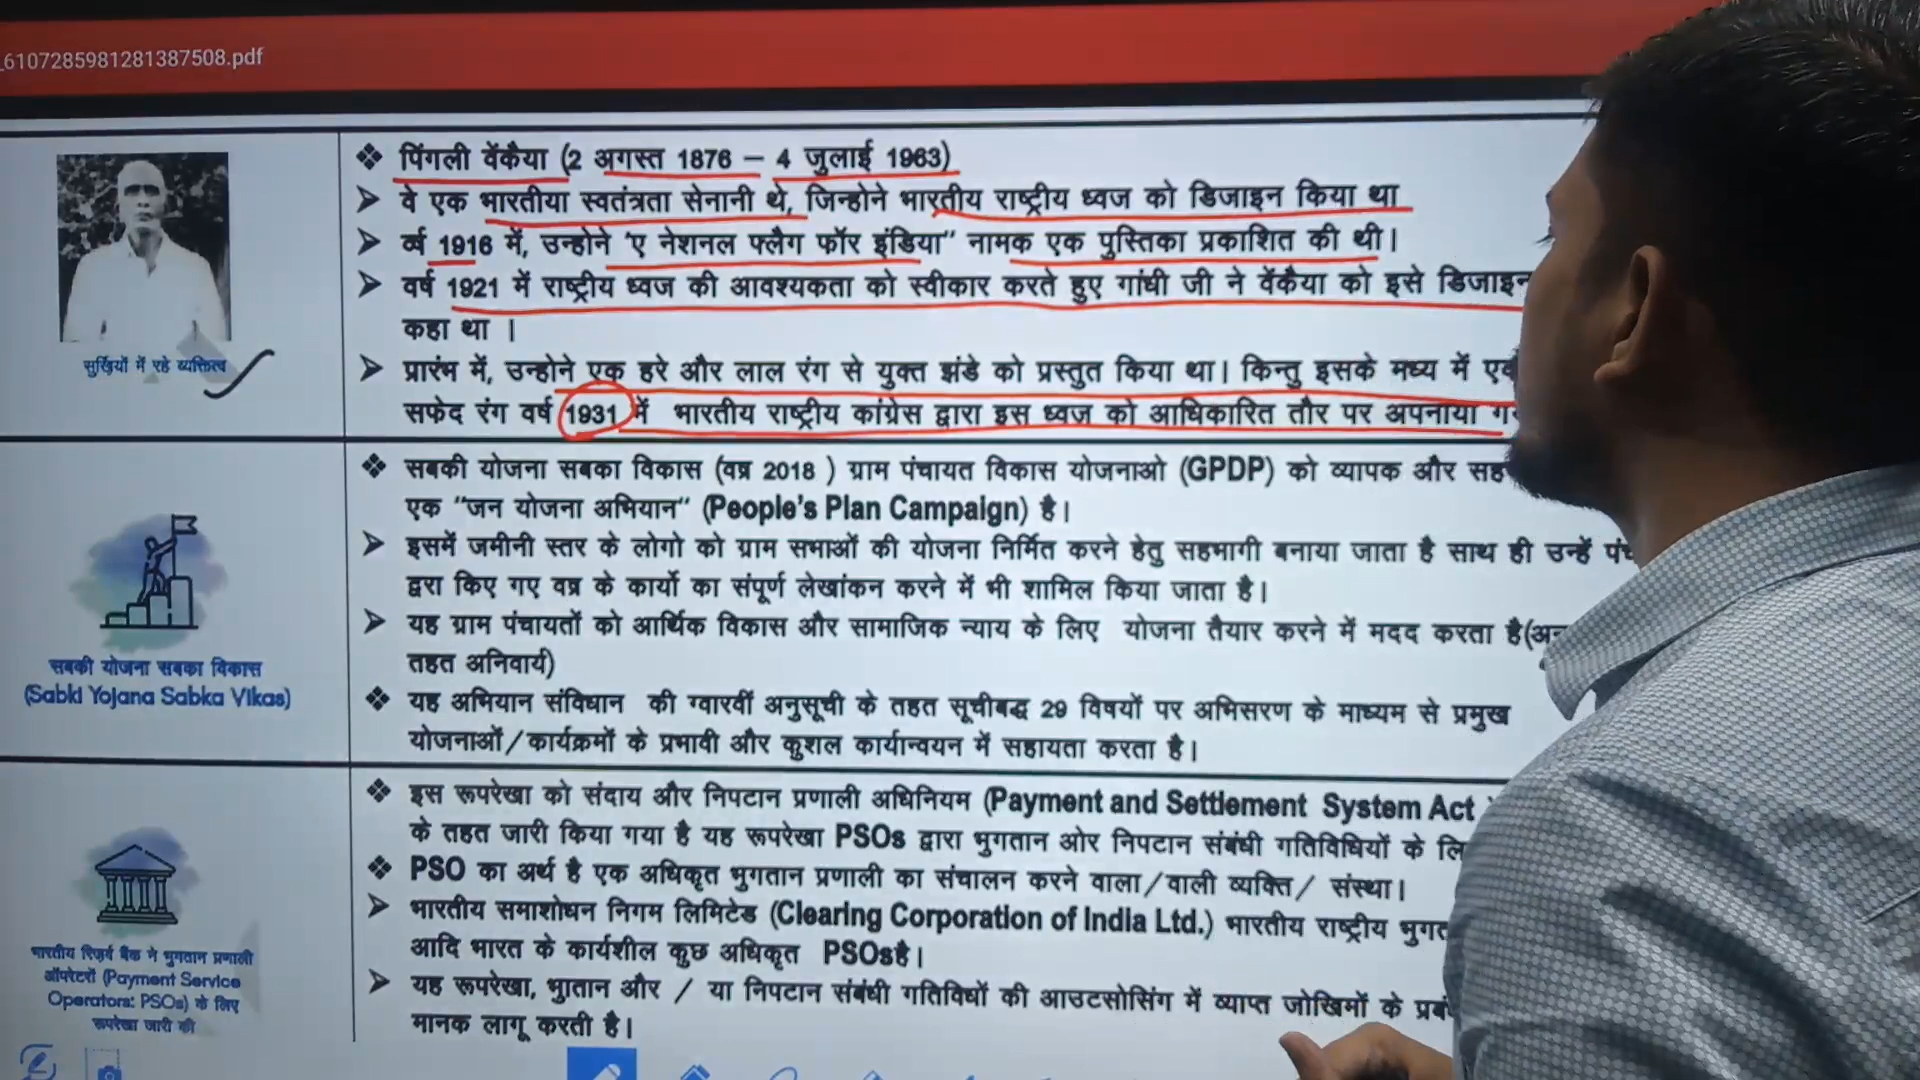 _6107285981281387508.pdf
सुर्ख़ियों में रहे व्यक्तित्व
❖ पिंगली वेंकैया (2 अगस्त 1876 – 4 जुलाई 1963)
➤ वे एक भारतीया स्वतंत्रता सेनानी थे, जिन्होने भारतीय राष्ट्रीय ध्वज को डिजाइन किया था
➤ वर्ष 1916 में, उन्होने 'ए नेशनल फ्लैग फॉर इंडिया" नामक एक पुस्तिका प्रकाशित की थी।
➤ वर्ष 1921 में राष्ट्रीय ध्वज की आवश्यकता को स्वीकार करते हुए गांधी जी ने वेंकैया को इसे डिजाइन
कहा था ।
➤ प्रारंभ में, उन्होने एक हरे और लाल रंग से युक्त झंडे को प्रस्तुत किया था। किन्तु इसके मध्य में
सफेद रंग वर्ष 1931 में भारतीय राष्ट्रीय कांग्रेस द्वारा इस ध्वज को आधिकारित तौर पर अपनाया
सबकी योजना सबका विकास
(Sabki Yojana Sabka Vikas)
❖ सबकी योजना सबका विकास (वष्र 2018 ) ग्राम पंचायत विकास योजनाओ (GPDP) को व्यापक और
एक "जन योजना अभियान" (People's Plan Campaign) है।
➤ इसमें जमीनी स्तर के लोगो को ग्राम सभाओं की योजना निर्मित करने हेतु सहभागी बनाया जाता है साथ ही उन्हें
द्वरा किए गए वष्र के कार्यो का संपूर्ण लेखांकन करने में भी शामिल किया जाता है।
➤ यह ग्राम पंचायतों को आर्थिक विकास और सामाजिक न्याय के लिए योजना तैयार करने में मदद करता है
तहत अनिवार्य)
❖ यह अभियान संविधान की ग्वारवीं अनुसूची के तहत सूचीबद्ध 29 विषयों पर अभिसरण के माध्यम से प्रमुख
योजनाओं/कार्यक्रमों के प्रभावी और कुशल कार्यान्वयन में सहायता करता है।
भारतीय रिज़र्व बैंक ने भुगतान प्रणाली
ऑपरेटरों (Payment Service
Operators: PSOs) के लिए
रूपरेखा जारी की
❖ इस रूपरेखा को संदाय और निपटान प्रणाली अधिनियम (Payment and Settlement System Act
के तहत जारी किया गया है यह रूपरेखा PSOs द्वारा भुगतान ओर निपटान संबंधी गतिविधियों के
❖ PSO का अर्थ है एक अधिकृत भुगतान प्रणाली का संचालन करने वाला/वाली व्यक्ति/ संस्था।
➤ भारतीय समाशोधन निगम लिमिटेड (Clearing Corporation of India Ltd.) भारतीय राष्ट्रीय
आदि भारत के कार्यशील कुछ अधिकृत PSOsहै।
➤ यह रूपरेखा, भुातान और / या निपटान संबंधी गतिविधों की आउटसोसिंग में व्याप्त जोखिमों के
मानक लागू करती है।